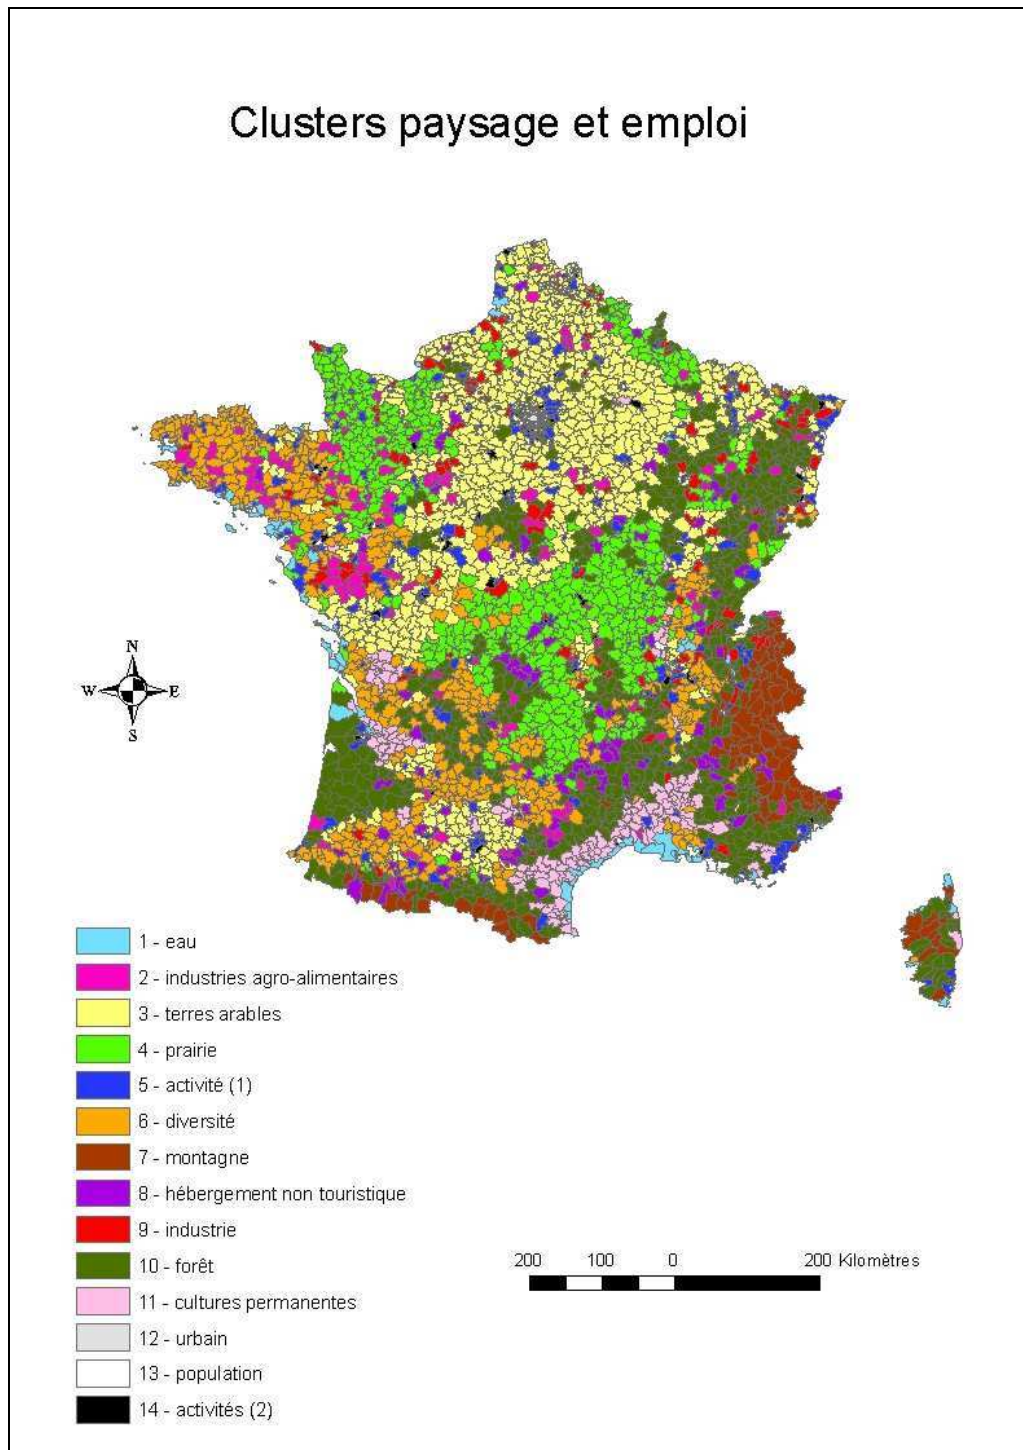 Clusters paysage et emploi
N
W E
S
1 - eau
2 - industries agro-alimentaires
3 - terres arables
4 - prairie
5 - activité (1)
6 - diversité
7 - montagne
8 - hébergement non touristique
9 - industrie
10 - forêt
11 - cultures permanentes
12 - urbain
13 - population
14 - activités (2)
200 100 0 200 Kilomètres